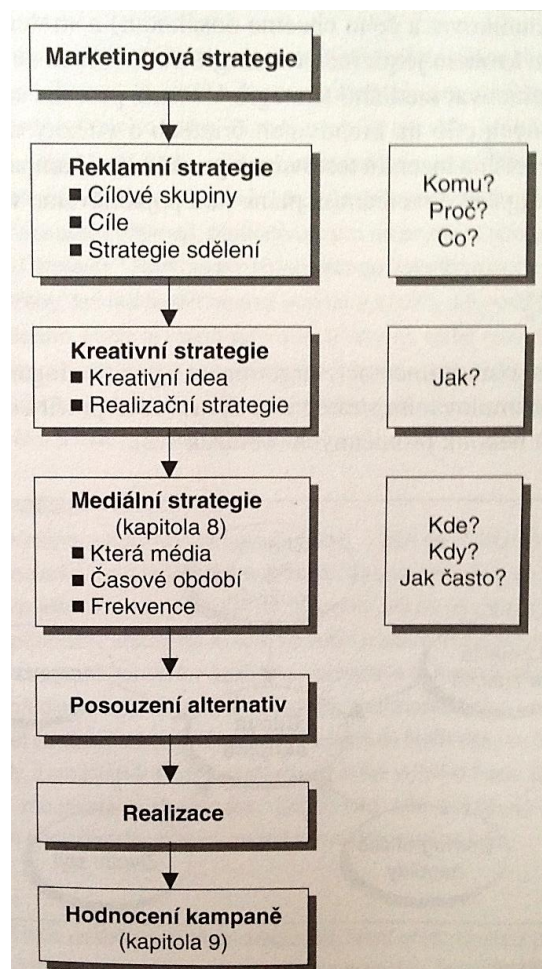 Marketingová strategie
Reklamní strategie
■ Cílové skupiny
■ Cíle
■ Strategie sdělení
Komu?
Proč?
Co?
Kreativní strategie
■ Kreativní idea
■ Realizační strategie
Jak?
Mediální strategie
(kapitola 8)
■ Která média
■ Časové období
■ Frekvence
Kde?
Kdy?
Jak často?
Posouzení alternativ
Realizace
Hodnocení kampaně
(kapitola 9)